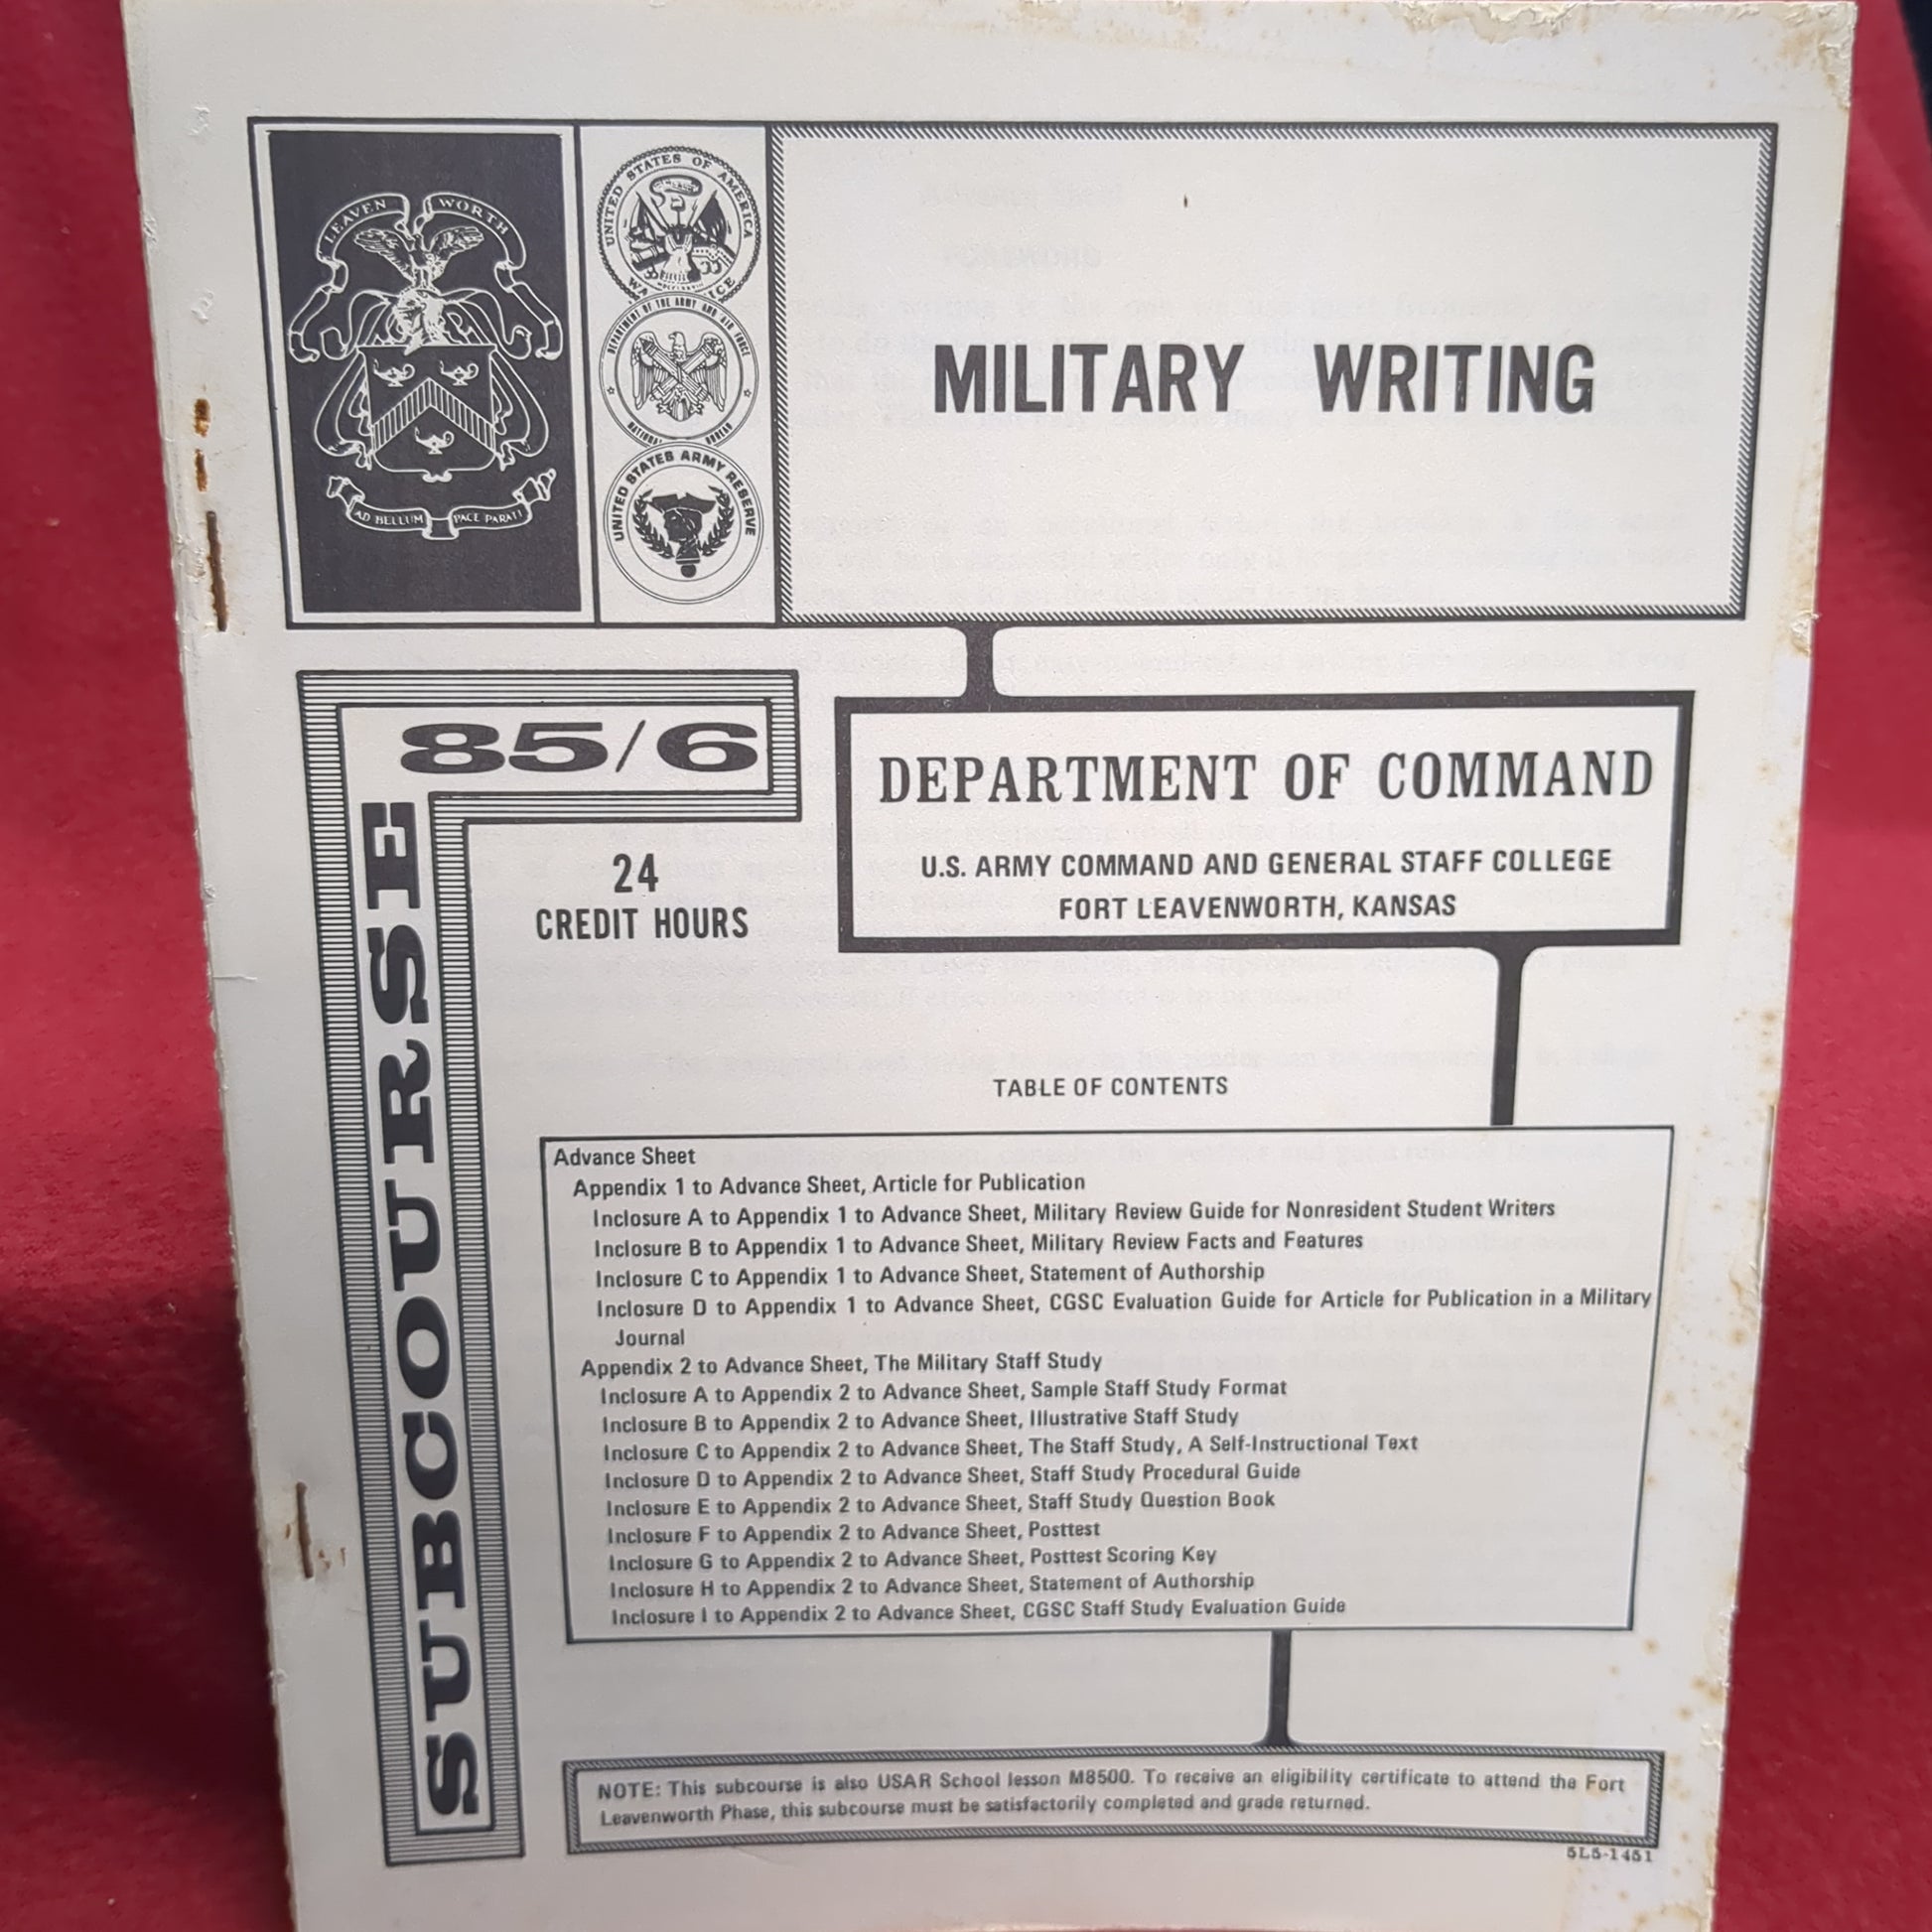 LEAVEN WORTH
AD BELLUM PACE PARATI
UNITED STATES OF AMERICA
DEPARTMENT OF THE ARMY AND AIR FORCE
NATIONAL BUREAU
UNITED STATES ARMY RESERVE
MILITARY WRITING
SUBCOURSE
85/6
24
CREDIT HOURS
DEPARTMENT OF COMMAND
U.S. ARMY COMMAND AND GENERAL STAFF COLLEGE
FORT LEAVENWORTH, KANSAS
TABLE OF CONTENTS
Advance Sheet
Appendix 1 to Advance Sheet, Article for Publication
Inclosure A to Appendix 1 to Advance Sheet, Military Review Guide for Nonresident Student Writers
Inclosure B to Appendix 1 to Advance Sheet, Military Review Facts and Features
Inclosure C to Appendix 1 to Advance Sheet, Statement of Authorship
Inclosure D to Appendix 1 to Advance Sheet, CGSC Evaluation Guide for Article for Publication in a Military
Journal
Appendix 2 to Advance Sheet, The Military Staff Study
Inclosure A to Appendix 2 to Advance Sheet, Sample Staff Study Format
Inclosure B to Appendix 2 to Advance Sheet, Illustrative Staff Study
Inclosure C to Appendix 2 to Advance Sheet, The Staff Study, A Self-Instructional Text
Inclosure D to Appendix 2 to Advance Sheet, Staff Study Procedural Guide
Inclosure E to Appendix 2 to Advance Sheet, Staff Study Question Book
Inclosure F to Appendix 2 to Advance Sheet, Posttest
Inclosure G to Appendix 2 to Advance Sheet, Posttest Scoring Key
Inclosure H to Appendix 2 to Advance Sheet, Statement of Authorship
Inclosure I to Appendix 2 to Advance Sheet, CGSC Staff Study Evaluation Guide
NOTE: This subcourse is also USAR School lesson M8500. To receive an eligibility certificate to attend the Fort
Leavenworth Phase, this subcourse must be satisfactorily completed and grade returned.
5L5-1451